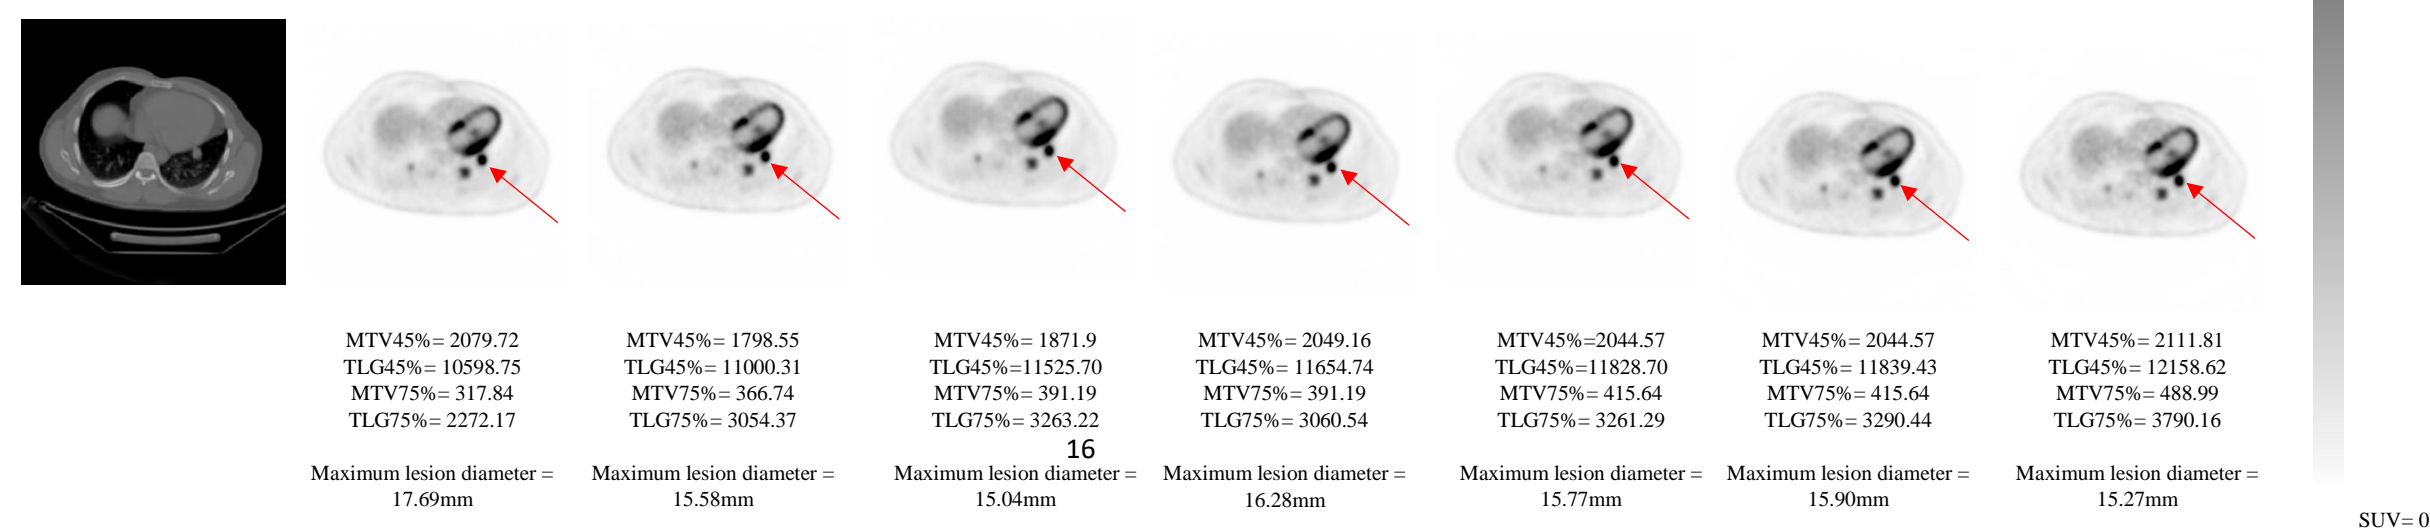 MTV45%= 2079.72
TLG45%= 10598.75
MTV75%= 317.84
TLG75%= 2272.17
Maximum lesion diameter =
17.69mm
MTV45%= 1798.55
TLG45%= 11000.31
MTV75%= 366.74
TLG75%= 3054.37
Maximum lesion diameter =
15.58mm
MTV45%= 1871.9
TLG45%=11525.70
MTV75%= 391.19
TLG75%= 3263.22
16
Maximum lesion diameter =
15.04mm
MTV45%= 2049.16
TLG45%= 11654.74
MTV75%= 391.19
TLG75%= 3060.54
Maximum lesion diameter =
16.28mm
MTV45%=2044.57
TLG45%=11828.70
MTV75%= 415.64
TLG75%= 3261.29
Maximum lesion diameter =
15.77mm
MTV45%= 2044.57
TLG45%= 11839.43
MTV75%= 415.64
TLG75%= 3290.44
Maximum lesion diameter =
15.90mm
MTV45%= 2111.81
TLG45%= 12158.62
MTV75%= 488.99
TLG75%= 3790.16
Maximum lesion diameter =
15.27mm
SUV= 0